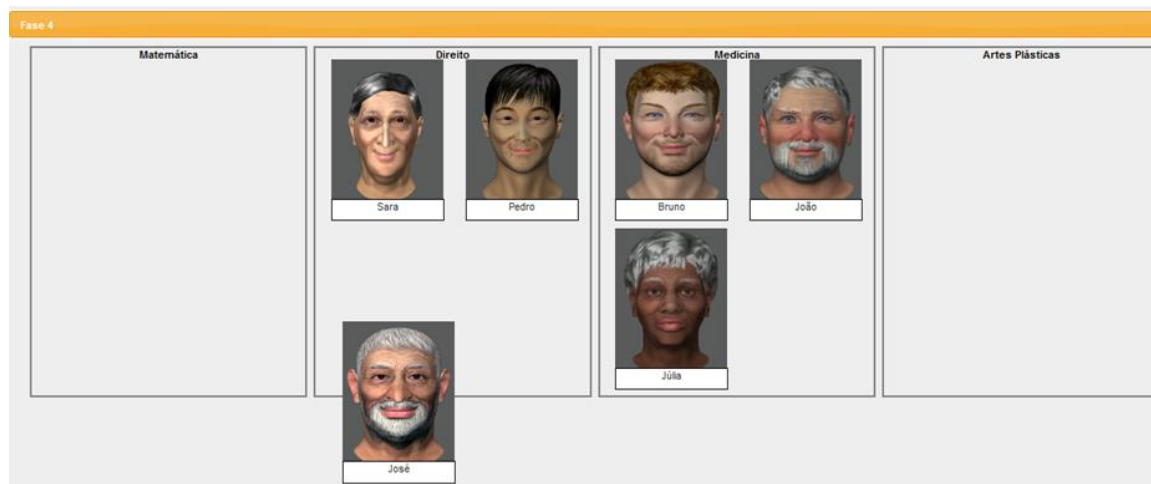 Fase 4
Matemática
Direito
Medicina
Artes Plásticas
Sara
Pedro
Bruno
João
Júlia
José